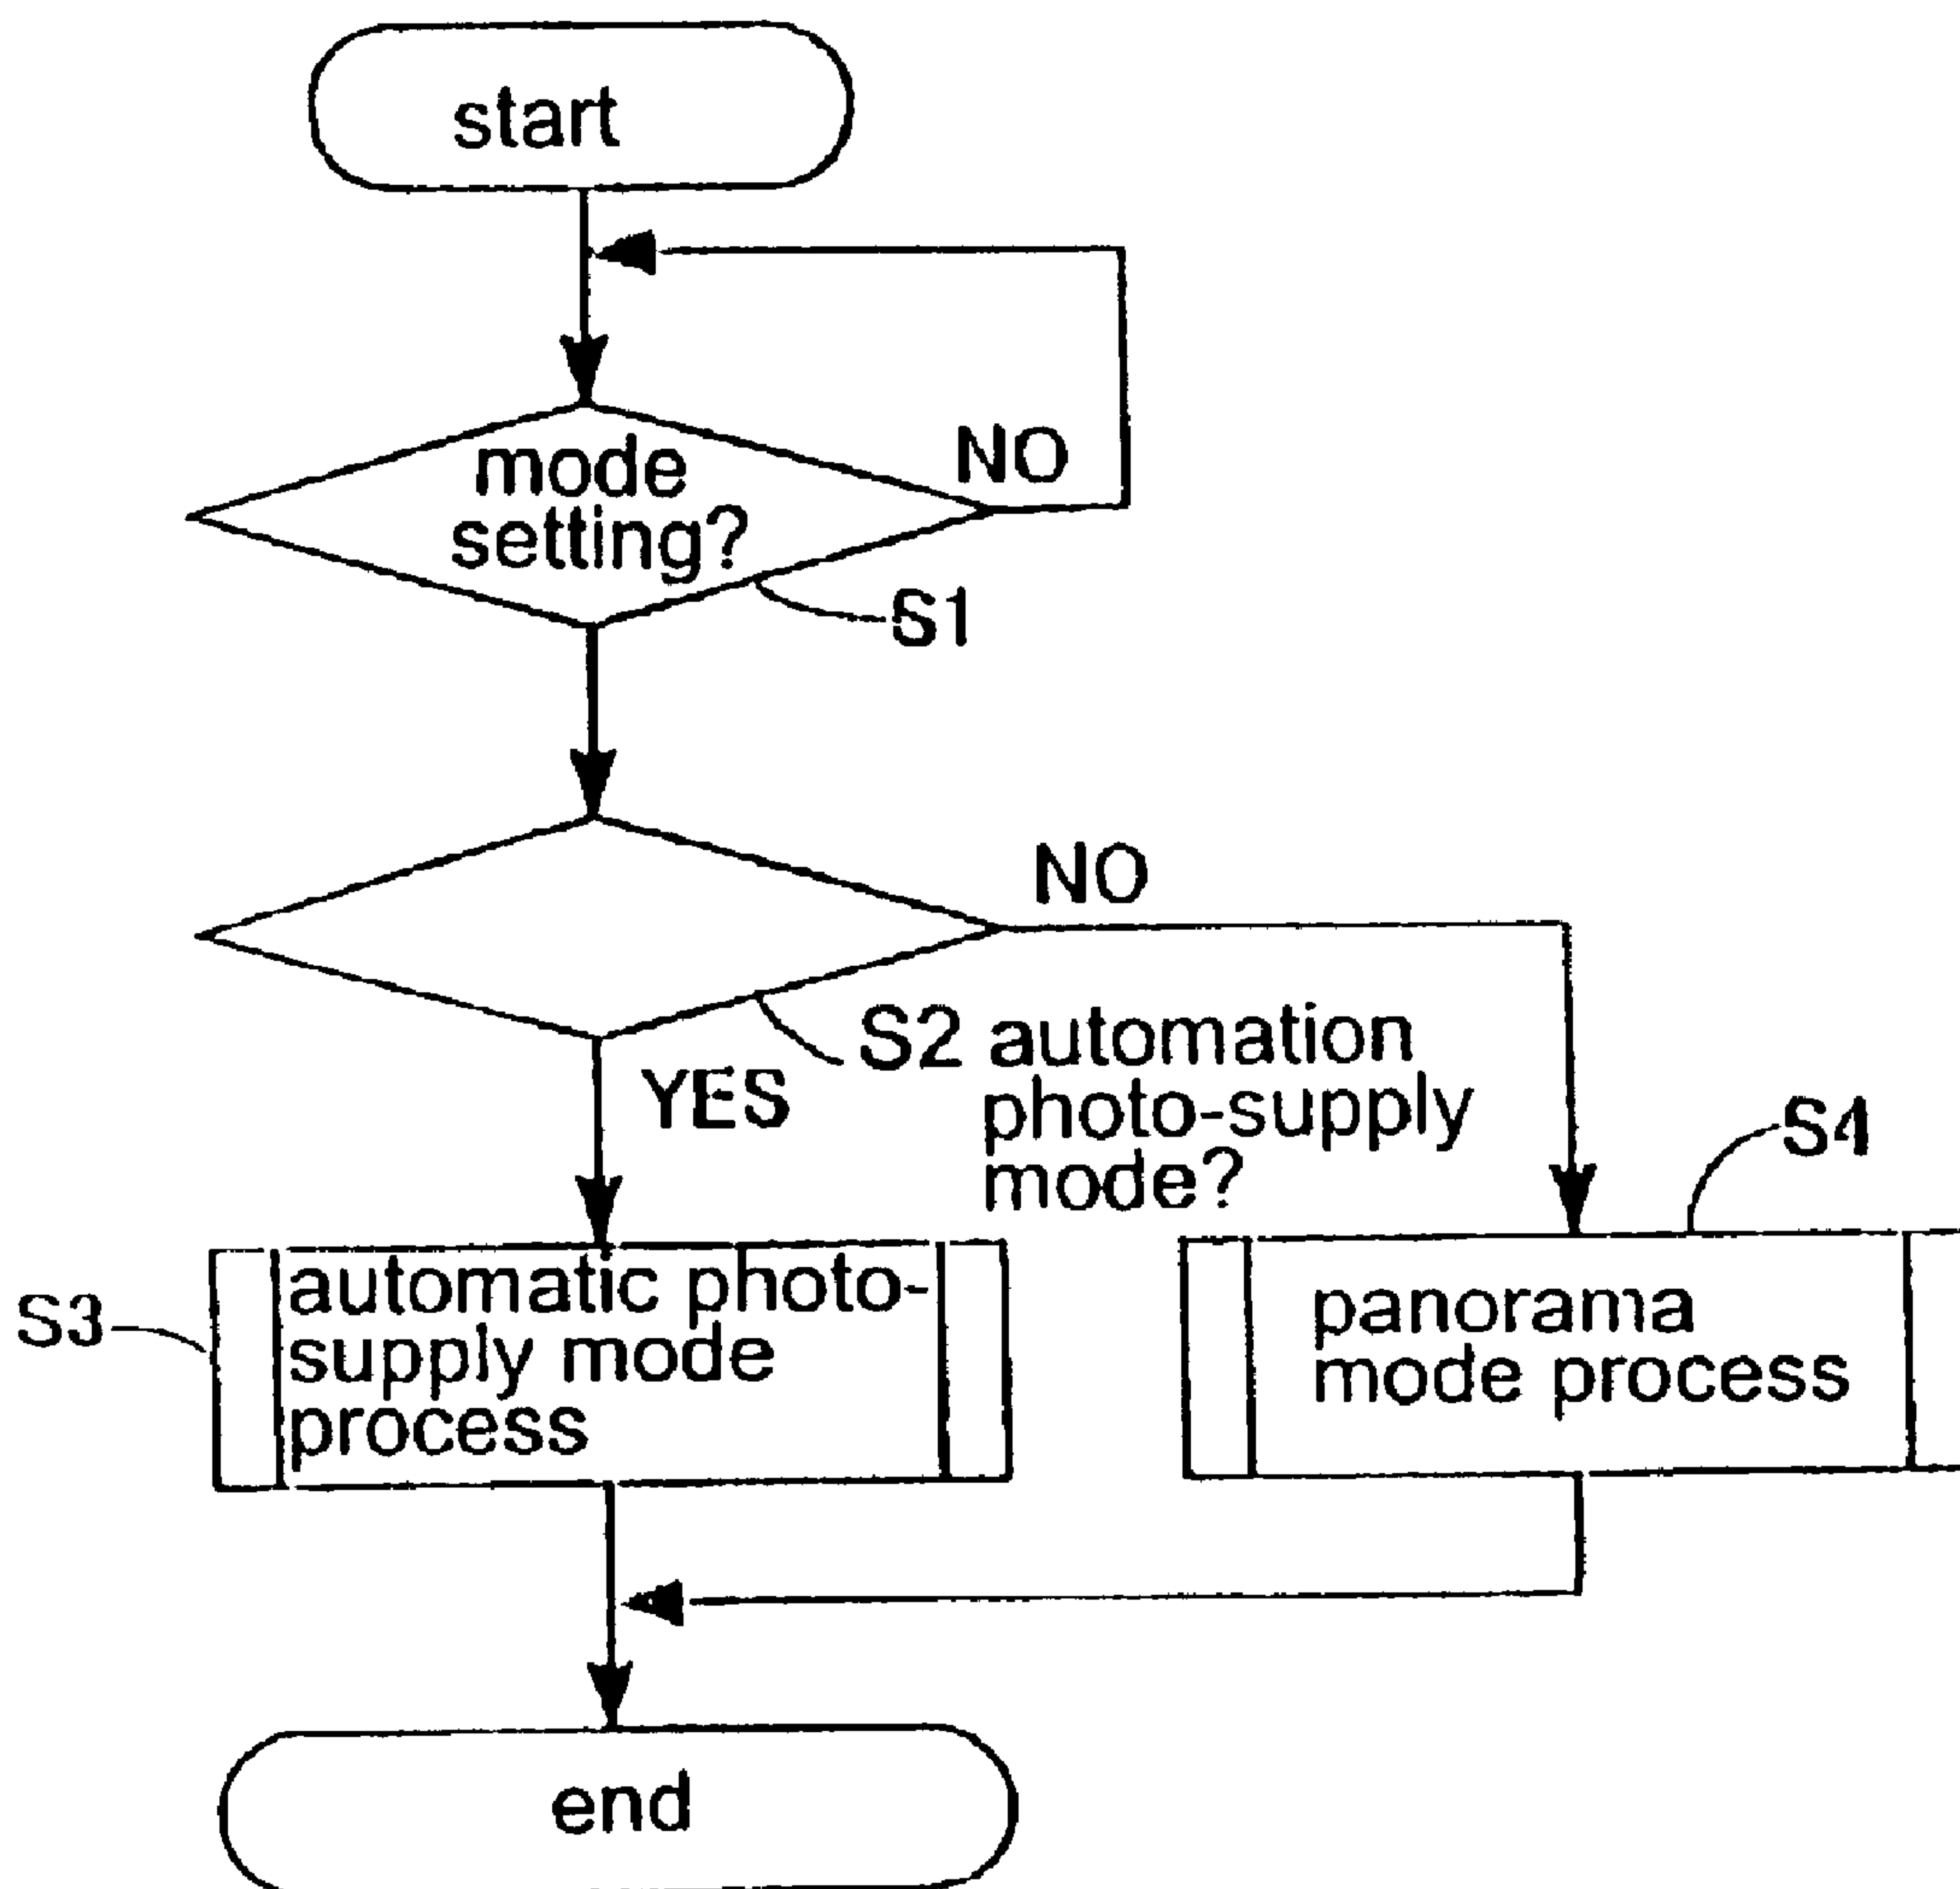 start
mode
setting?
NO
S1
NO
S2 automation
photo-supply
mode?
YES
S4
S3
automatic photo-
supply mode
process
panorama
mode process
end